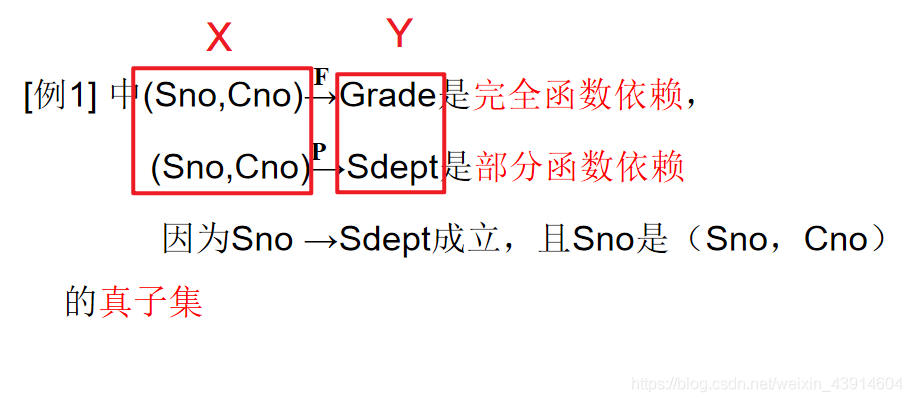 X Y
[例1] 中(Sno,Cno)F→Grade是完全函数依赖，
(Sno,Cno)P→Sdept是部分函数依赖
因为Sno →Sdept成立，且Sno是（Sno，Cno）
的真子集
https://blog.csdn.net/weixin_43914604